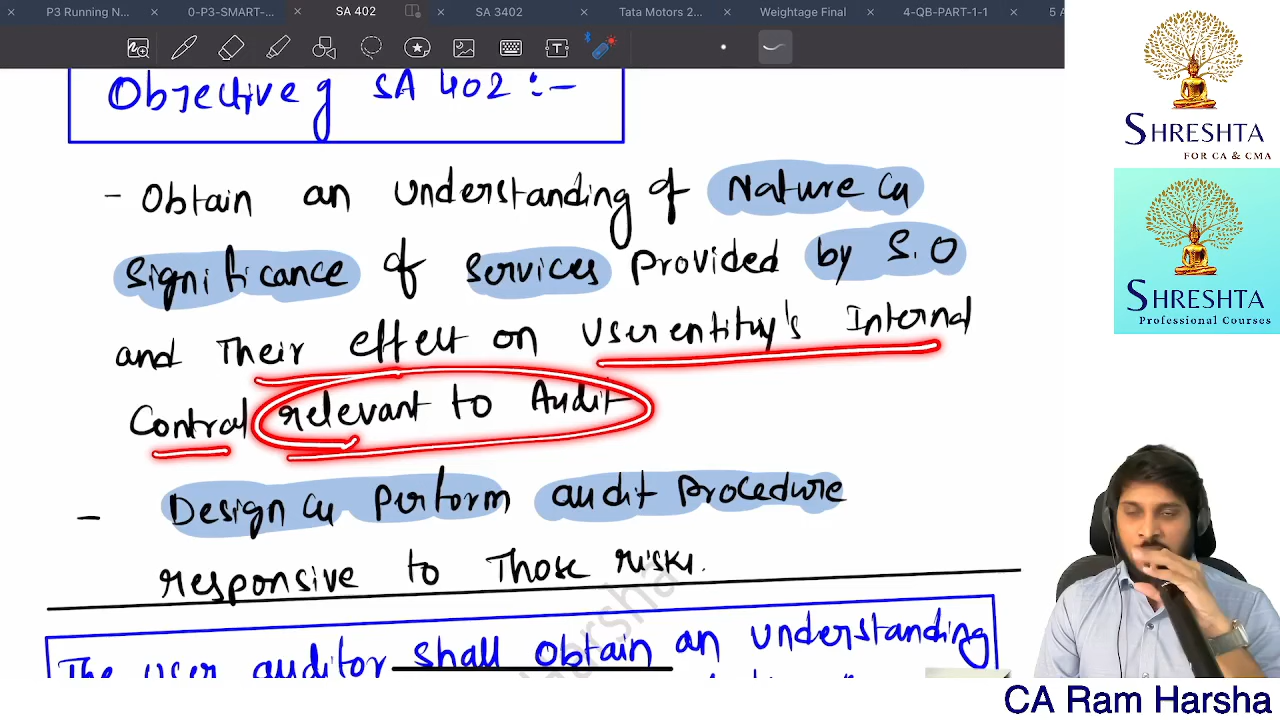 P3 Running N...
0-P3-SMART-...
SA 402
SA 3402
Tata Motors 2...
Weightage Final
4-QB-PART-1-1
5 A
Objective of SA 402 :-
- Obtain an understanding of Nature &
Significance of Services Provided by S.O
and Their effect on Userentity's Internal
Control relevant to Audit
- Design & Perform audit Procedure
responsive to Those risks.
The user auditor shall obtain an understanding
SHRESHTA
FOR CA & CMA
SHRESHTA
Professional Courses
CA Ram Harsha